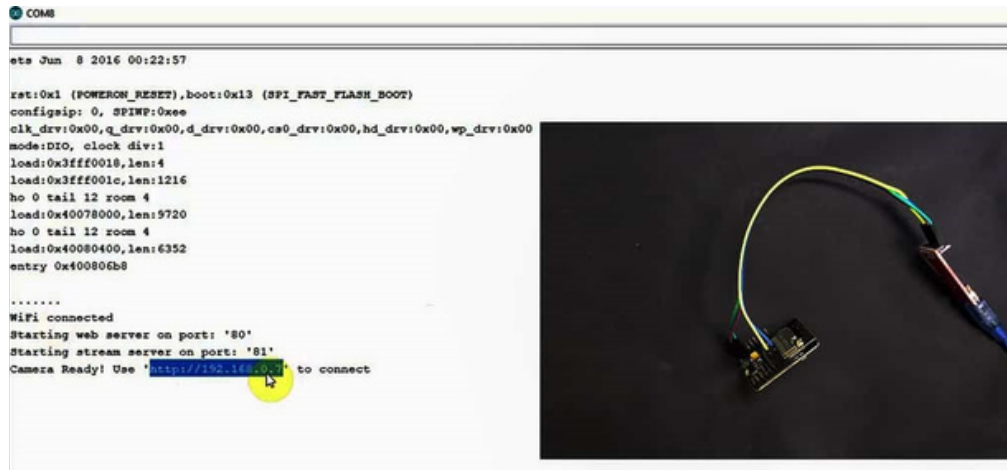 COM8
ets Jun 8 2016 00:22:57
rst:0x1 (POWERON_RESET),boot:0x13 (SPI_FAST_FLASH_BOOT)
configsip: 0, SPIWP:0xee
clk_drv:0x00,q_drv:0x00,d_drv:0x00,cs0_drv:0x00,hd_drv:0x00,wp_drv:0x00
mode:DIO, clock div:1
load:0x3fff0018,len:4
load:0x3fff001c,len:1216
ho 0 tail 12 room 4
load:0x40078000,len:9720
ho 0 tail 12 room 4
load:0x40080400,len:6352
entry 0x400806b8
.......
WiFi connected
Starting web server on port: '80'
Starting stream server on port: '81'
Camera Ready! Use 'http://192.168.0.7' to connect